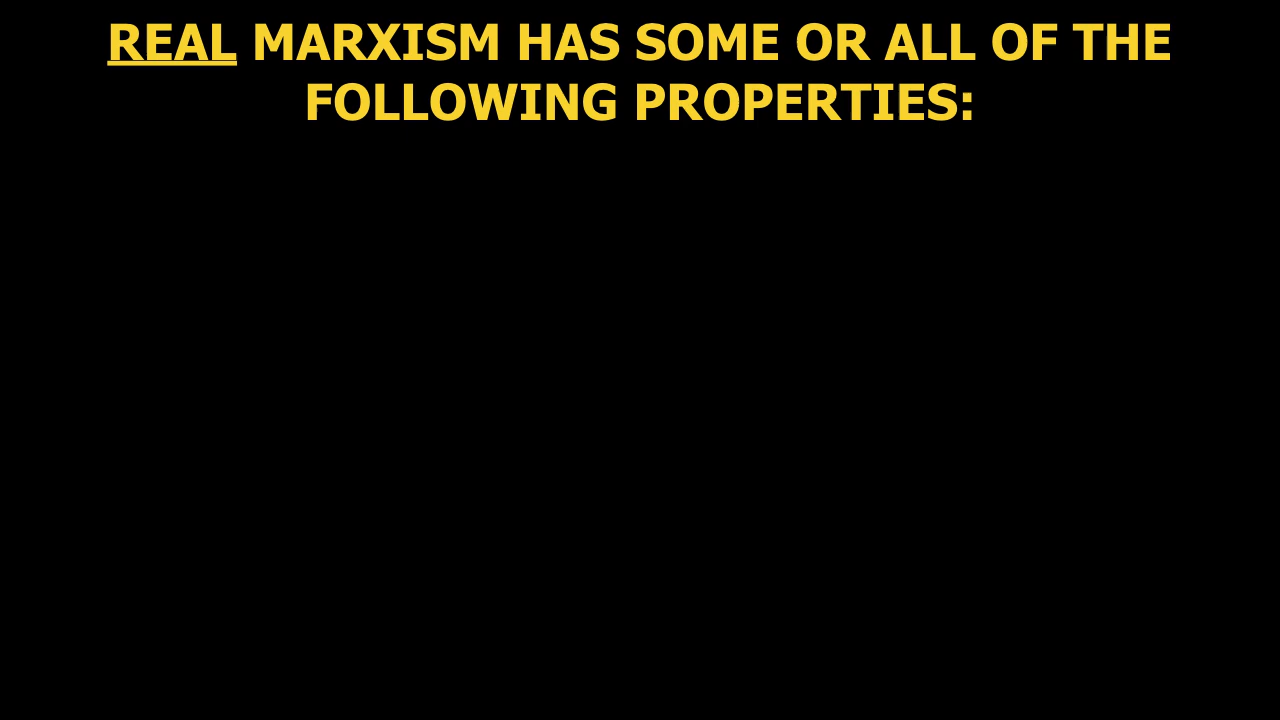 REAL MARXISM HAS SOME OR ALL OF THE
FOLLOWING PROPERTIES: